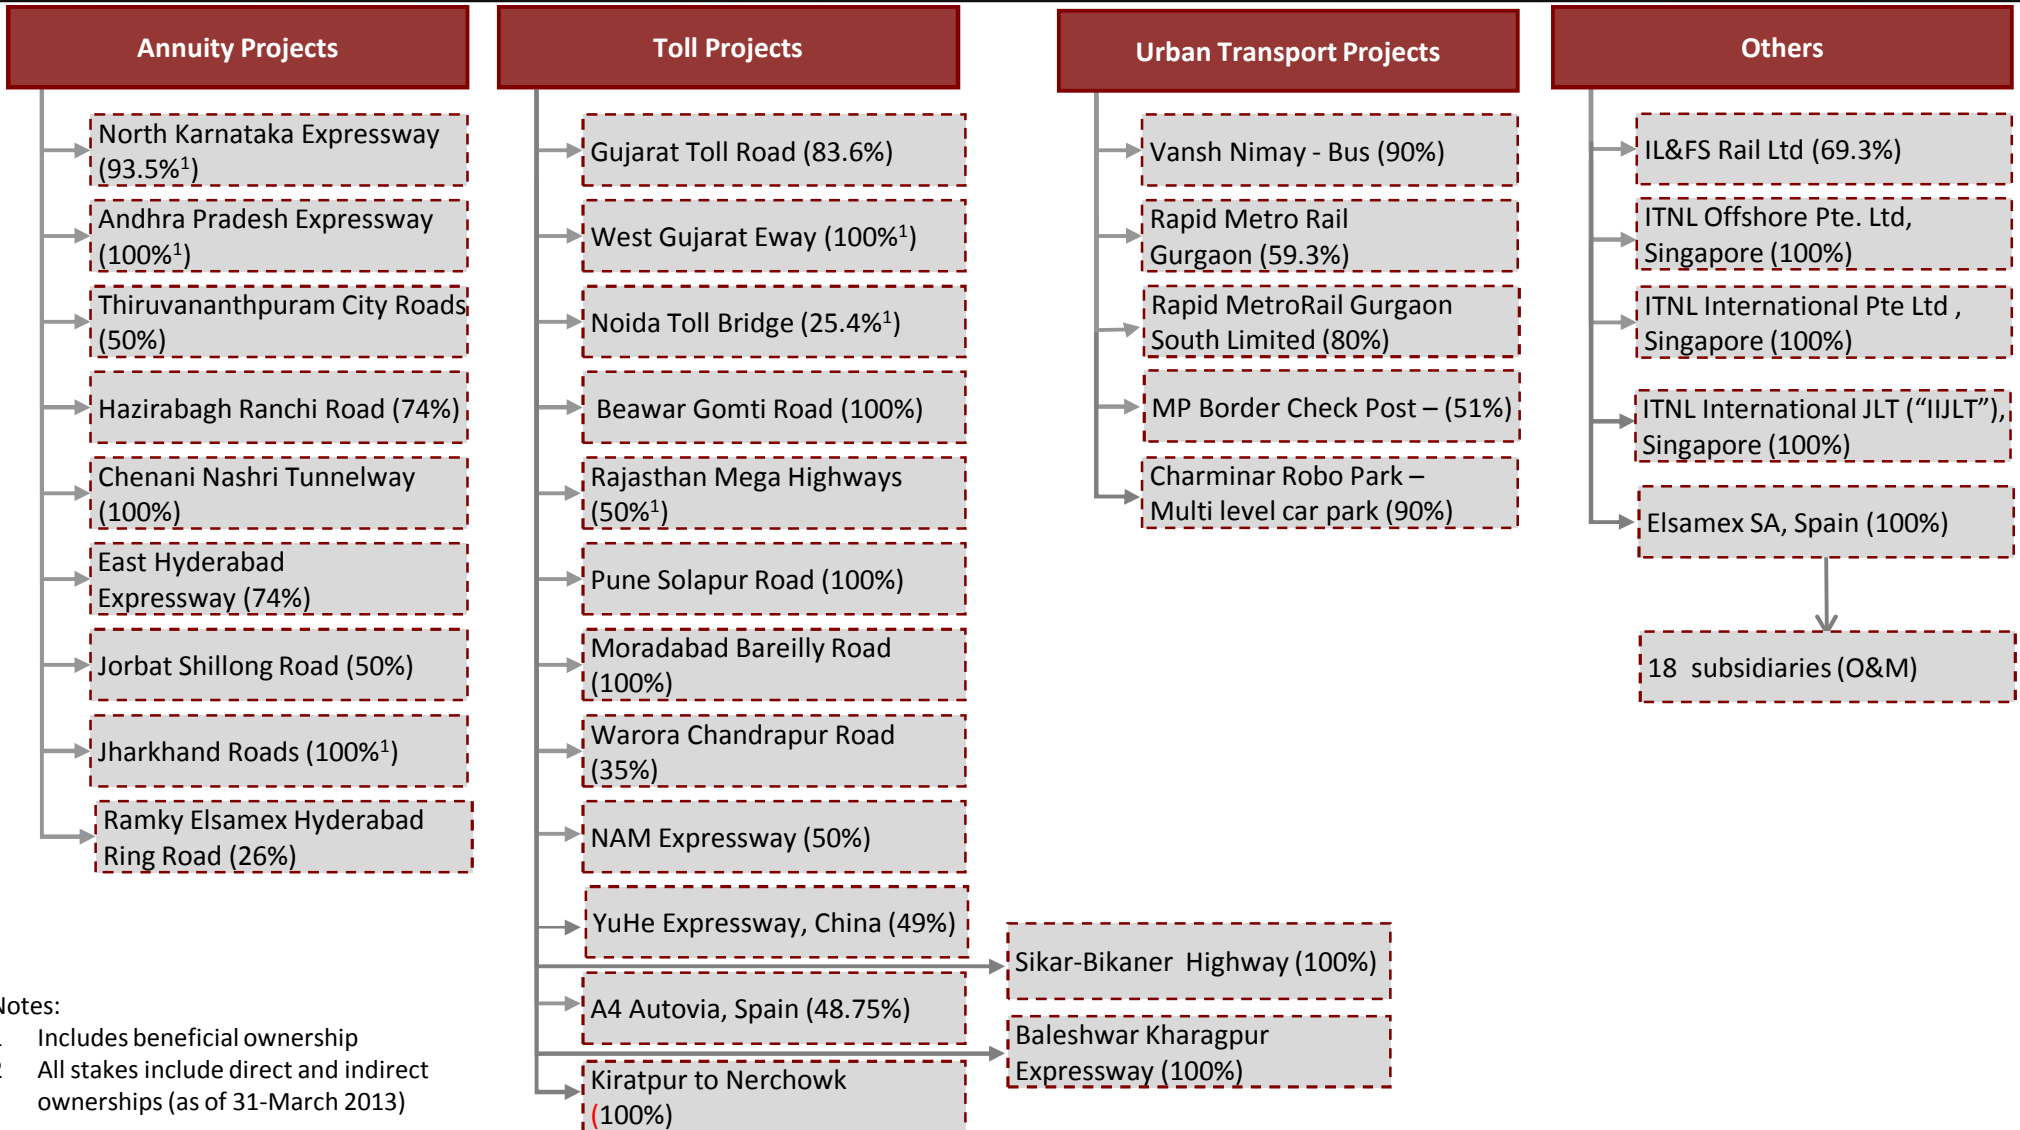 Annuity Projects
North Karnataka Expressway
(93.5%¹)
Andhra Pradesh Expressway
(100%¹)
Thiruvananthpuram City Roads
(50%)
Hazirabagh Ranchi Road (74%)
Chenani Nashri Tunnelway
(100%)
East Hyderabad
Expressway (74%)
Jorbat Shillong Road (50%)
Jharkhand Roads (100%¹)
Ramky Elsamex Hyderabad
Ring Road (26%)
Toll Projects
Gujarat Toll Road (83.6%)
West Gujarat Eway (100%¹)
Noida Toll Bridge (25.4%¹)
Beawar Gomti Road (100%)
Rajasthan Mega Highways
(50%¹)
Pune Solapur Road (100%)
Moradabad Bareilly Road
(100%)
Warora Chandrapur Road
(35%)
NAM Expressway (50%)
YuHe Expressway, China (49%)
A4 Autovia, Spain (48.75%)
Kiratpur to Nerchowk
(100%)
Sikar-Bikaner Highway (100%)
Baleshwar Kharagpur
Expressway (100%)
Urban Transport Projects
Vansh Nimay - Bus (90%)
Rapid Metro Rail
Gurgaon (59.3%)
Rapid MetroRail Gurgaon
South Limited (80%)
MP Border Check Post – (51%)
Charminar Robo Park –
Multi level car park (90%)
Others
IL&FS Rail Ltd (69.3%)
ITNL Offshore Pte. Ltd,
Singapore (100%)
ITNL International Pte Ltd ,
Singapore (100%)
ITNL International JLT (“IIJLT”),
Singapore (100%)
Elsamex SA, Spain (100%)
18 subsidiaries (O&M)
Notes:
1 Includes beneficial ownership
2 All stakes include direct and indirect
ownerships (as of 31-March 2013)